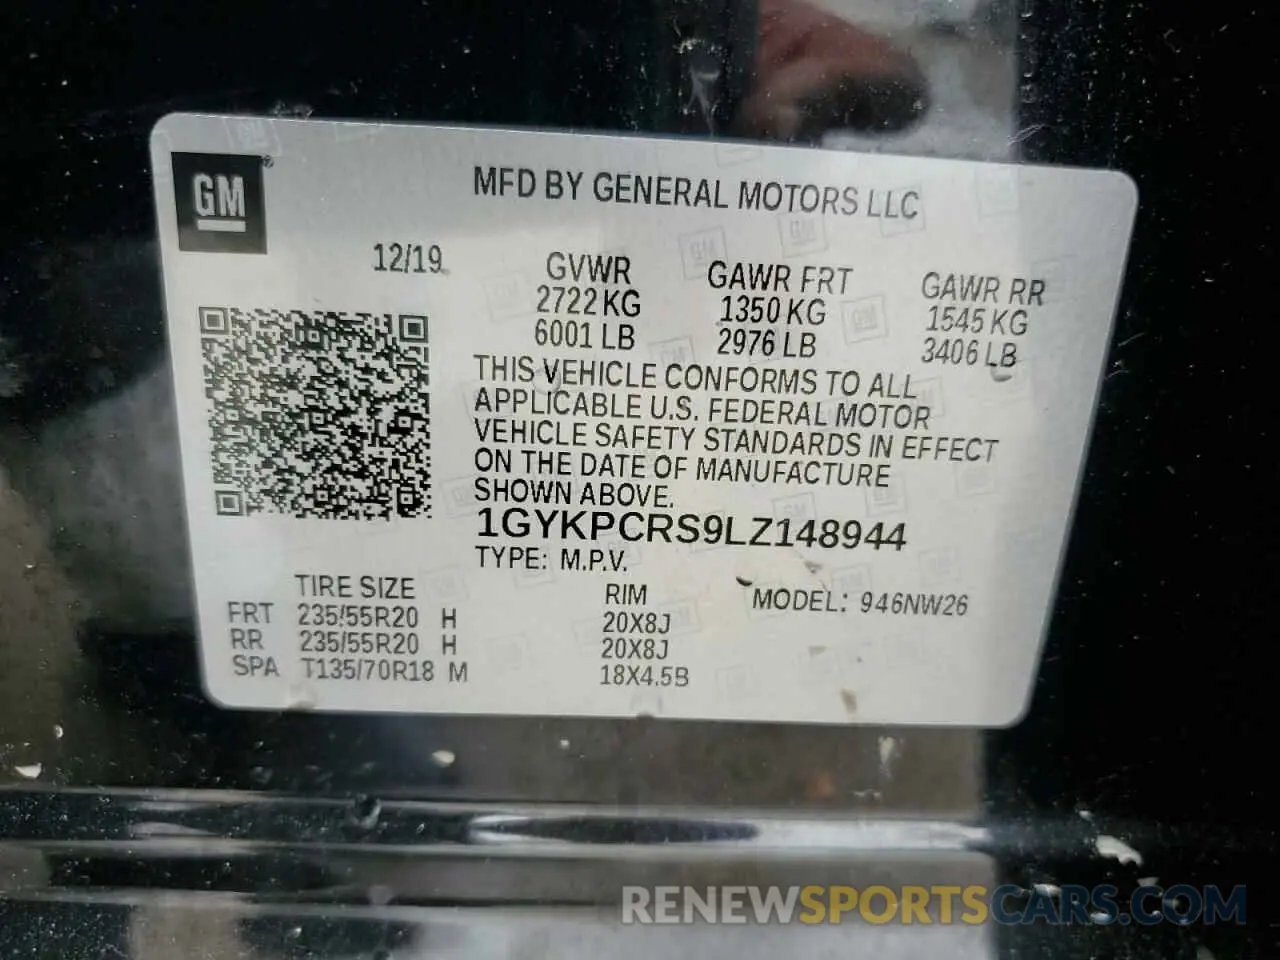 GM
MFD BY GENERAL MOTORS LLC
12/19
GVWR
2722 KG
6001 LB
GAWR FRT
1350 KG
2976 LB
GAWR RR
1545 KG
3406 LB
THIS VEHICLE CONFORMS TO ALL
APPLICABLE U.S. FEDERAL MOTOR
VEHICLE SAFETY STANDARDS IN EFFECT
ON THE DATE OF MANUFACTURE
SHOWN ABOVE.
1GYKPCRS9LZ148944
TYPE: M.P.V.
MODEL: 946NW26
TIRE SIZE RIM
FRT 235/55R20 H 20X8J
RR 235/55R20 H 20X8J
SPA T135/70R18 M 18X4.5B
RENEWSPORTSCARS.COM